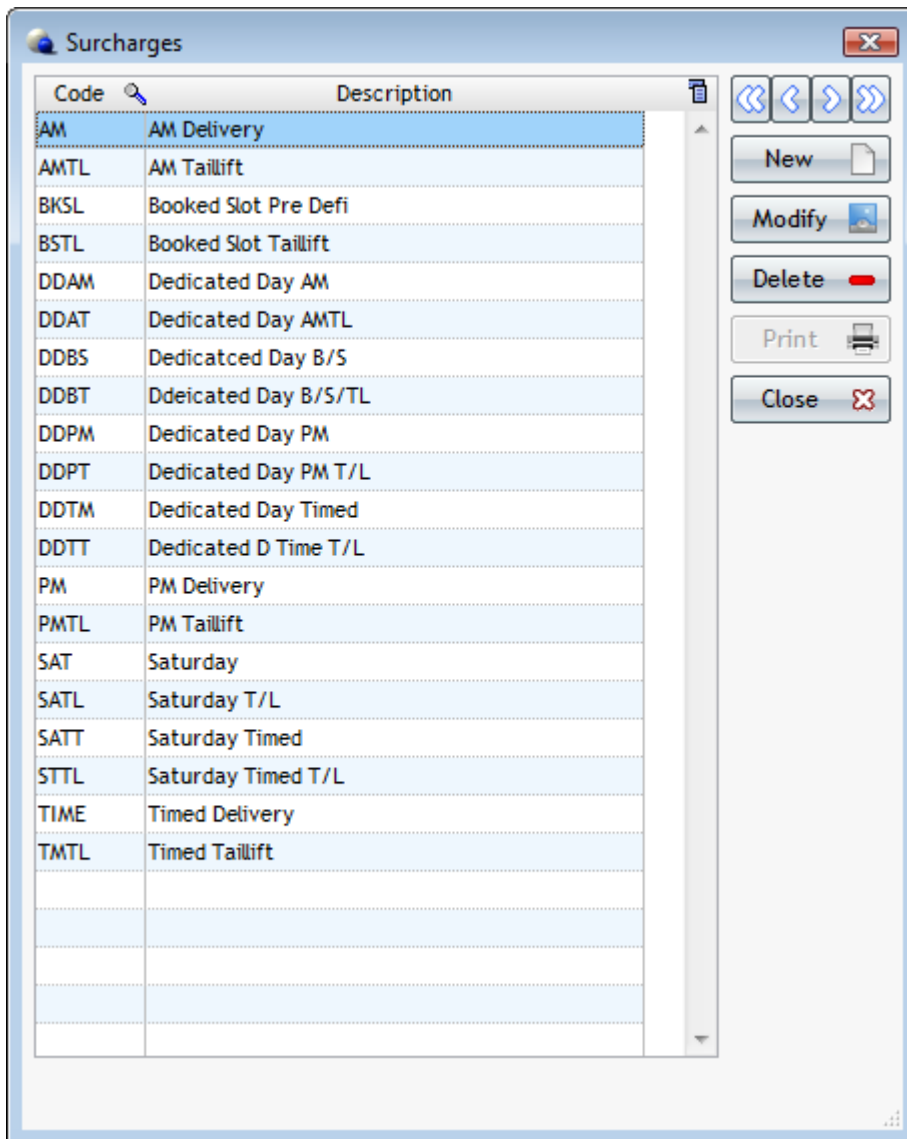 Surcharges
Code Description
AM AM Delivery
AMTL AM Taillift
BKSL Booked Slot Pre Defi
BSTL Booked Slot Taillift
DDAM Dedicated Day AM
DDAT Dedicated Day AMTL
DDBS Dedicatced Day B/S
DDBT Ddeicated Day B/S/TL
DDPM Dedicated Day PM
DDPT Dedicated Day PM T/L
DDTM Dedicated Day Timed
DDTT Dedicated D Time T/L
PM PM Delivery
PMTL PM Taillift
SAT Saturday
SATL Saturday T/L
SATT Saturday Timed
STTL Saturday Timed T/L
TIME Timed Delivery
TMTL Timed Taillift
New
Modify
Delete
Print
Close